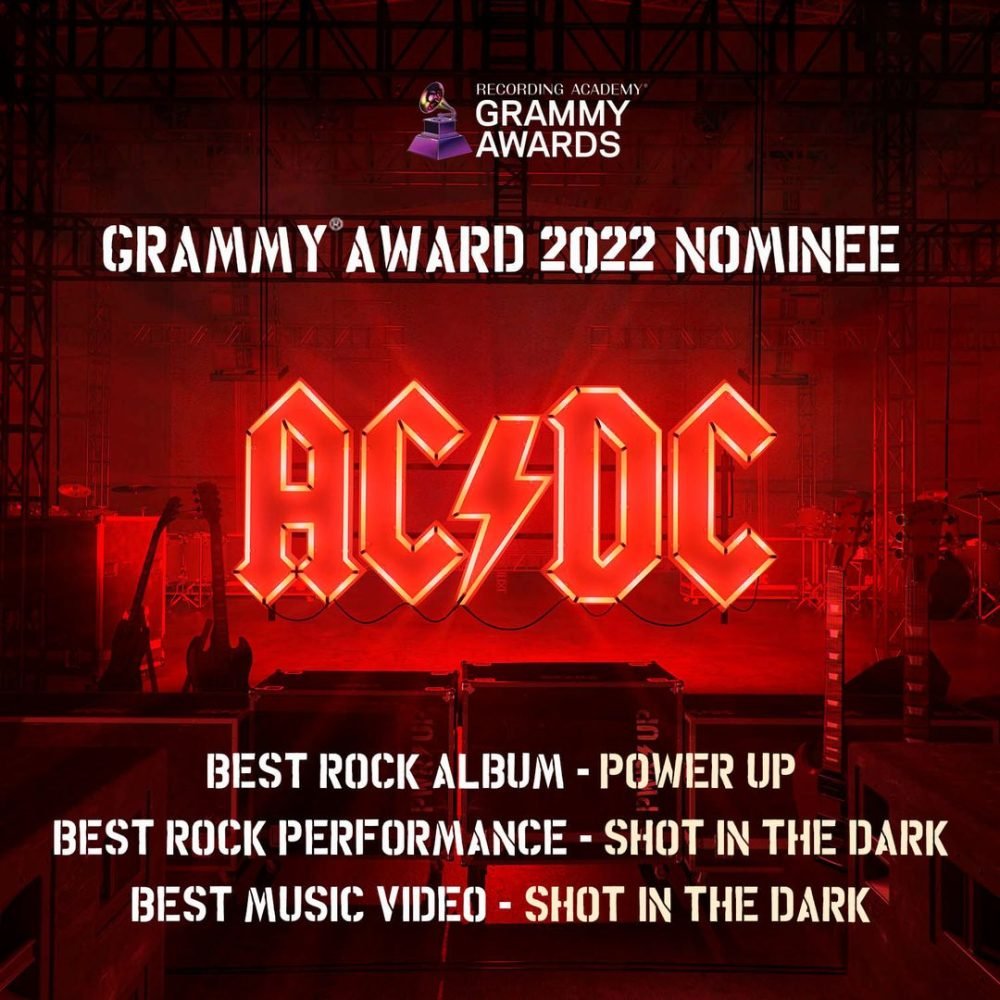 RECORDING ACADEMY®
GRAMMY
AWARDS
GRAMMY® AWARD 2022 NOMINEE
AC⚡DC
BEST ROCK ALBUM - POWER UP
BEST ROCK PERFORMANCE - SHOT IN THE DARK
BEST MUSIC VIDEO - SHOT IN THE DARK